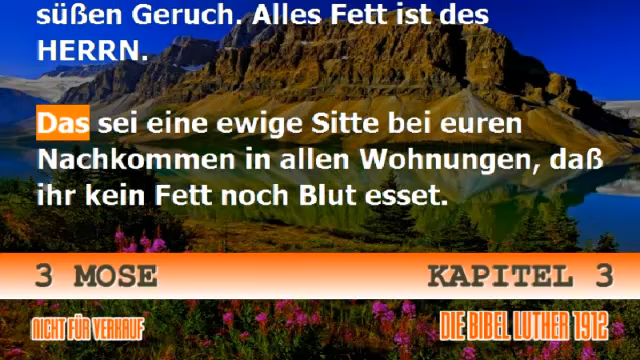 süßen Geruch. Alles Fett ist des
HERRN.
Das sei eine ewige Sitte bei euren
Nachkommen in allen Wohnungen, daß
ihr kein Fett noch Blut esset.
3 MOSE KAPITEL 3
NICHT FÜR VERKAUF DIE BIBEL LUTHER 1912